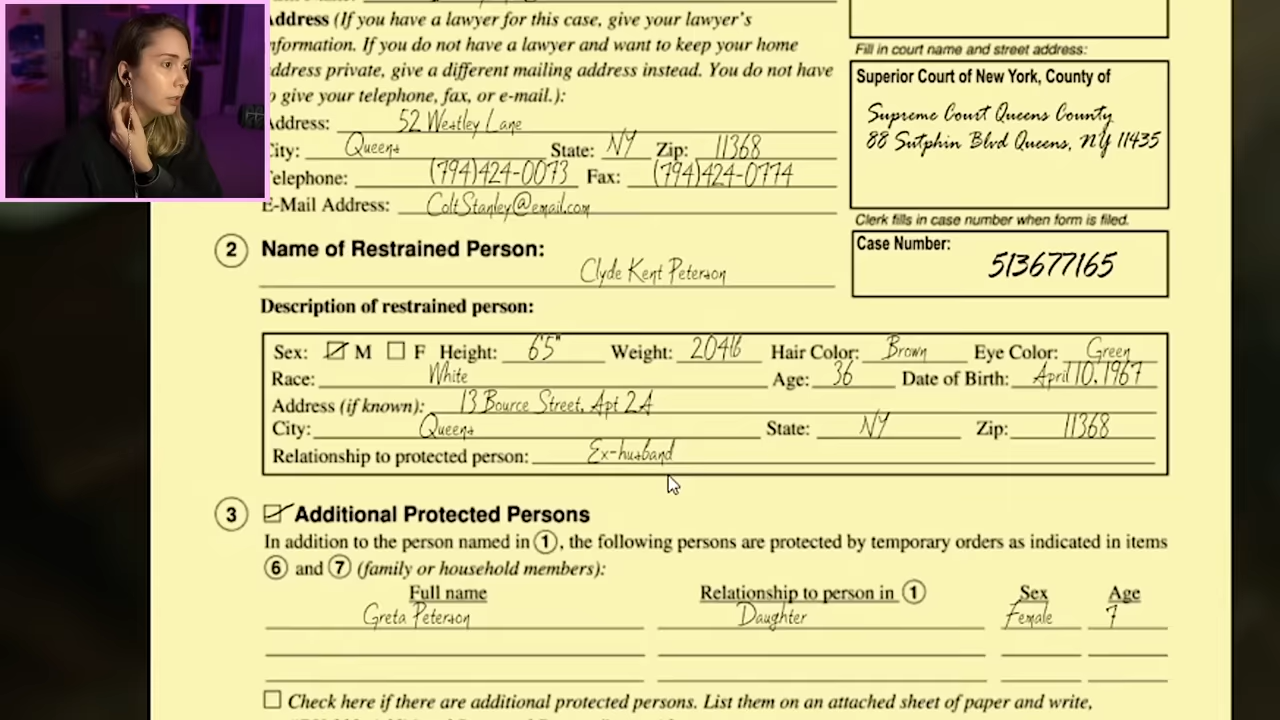 Address (If you have a lawyer for this case, give your lawyer's
information. If you do not have a lawyer and want to keep your home
address private, give a different mailing address instead. You do not have
to give your telephone, fax, or e-mail.):
Address: 52 Westley Lane
City: Queens State: NY Zip: 11368
Telephone: (794)424-0073 Fax: (794)424-0774
E-Mail Address: ColtStanley@email.com
Fill in court name and street address:
Superior Court of New York, County of
Supreme Court Queens County
88 Sutphin Blvd Queens, NY 11435
Clerk fills in case number when form is filed.
Case Number:
513677165
2 Name of Restrained Person:
Clyde Kent Peterson
Description of restrained person:
Sex: M F Height: 6'5" Weight: 204lb Hair Color: Brown Eye Color: Green
Race: White Age: 36 Date of Birth: April 10, 1967
Address (if known): 13 Bource Street, Apt 2A
City: Queens State: NY Zip: 11368
Relationship to protected person: Ex-husband
3 Additional Protected Persons
In addition to the person named in 1, the following persons are protected by temporary orders as indicated in items
6 and 7 (family or household members):
Full name Relationship to person in 1 Sex Age
Greta Peterson Daughter Female 7
Check here if there are additional protected persons. List them on an attached sheet of paper and write,